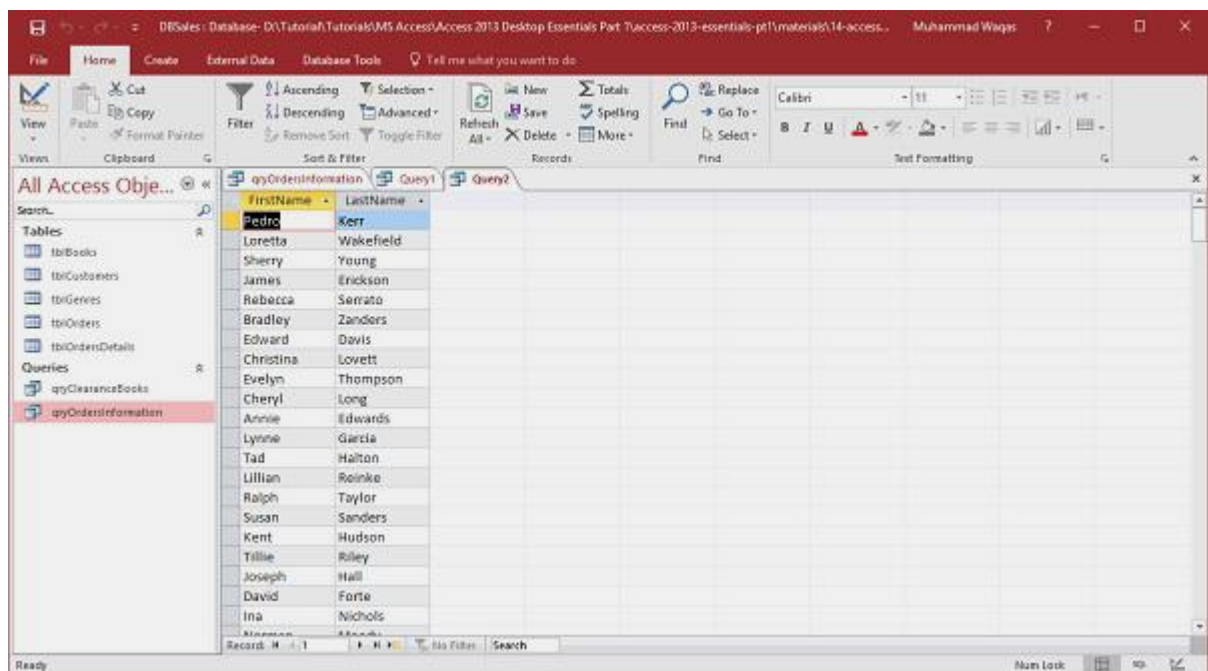 DBSales : Database- D:\Tutorial\Tutorials\MS Access\Access 2013 Desktop Essentials Part 1\access-2013-essentials-pt1\materials\14-access... Muhammad Waqas ?
File Home Create External Data Database Tools Tell me what you want to do
View Paste Cut Copy Format Painter
Filter Ascending Descending Remove Sort Selection Advanced Toggle Filter
Refresh All New Save Delete Totals Spelling More
Find Replace Go To Select
Calibri 11
B I U A
Views Clipboard Sort & Filter Records Find Text Formatting
All Access Obje...
Search..
Tables
tblBooks
tblCustomers
tblGenres
tblOrders
tblOrdersDetails
Queries
qryClearanceBooks
qryOrdersInformation
qryOrdersInformation Query1 Query2
FirstName LastName
Pedro Kerr
Loretta Wakefield
Sherry Young
James Erickson
Rebecca Serrato
Bradley Zanders
Edward Davis
Christina Lovett
Evelyn Thompson
Cheryl Long
Annie Edwards
Lynne Garcia
Tad Halton
Lillian Reinke
Ralph Taylor
Susan Sanders
Kent Hudson
Tillie Riley
Joseph Hall
David Forte
Ina Nichols
Record: 1 No Filter Search
Ready Num Lock SQL